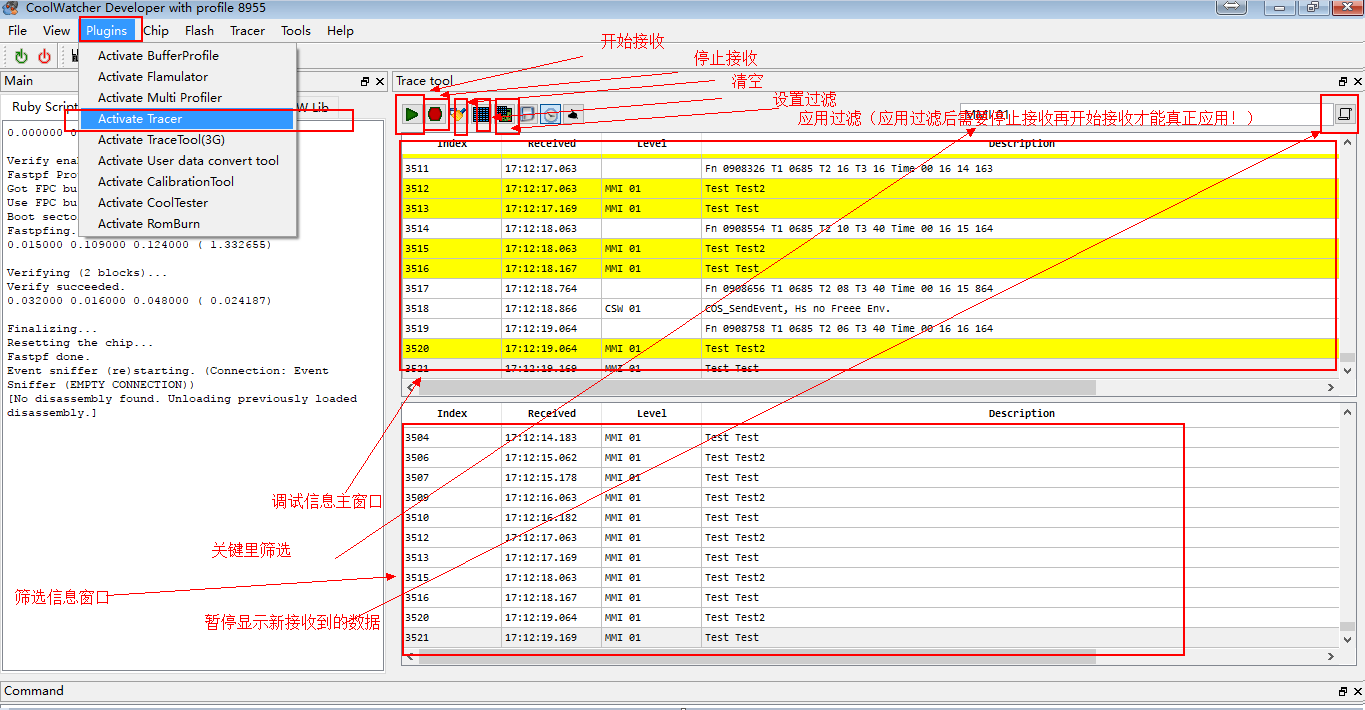 CoolWatcher Developer with profile 8955
File View Plugins Chip Flash Tracer Tools Help
Activate BufferProfile
Activate Flamulator
Activate Multi Profiler
Activate Tracer
Activate TraceTool(3G)
Activate User data convert tool
Activate CalibrationTool
Activate CoolTester
Activate RomBurn
开始接收
停止接收
清空
设置过滤
应用过滤（应用过滤后需要停止接收再开始接收才能真正应用！）
Main
Ruby Script
W Lib
0.000000 0
Verify ena
Fastpf Pro
Got FPC bu
Use FPC bu
Boot secto
Fastpfing.
0.015000 0.109000 0.124000 ( 1.332655)
Verifying (2 blocks)...
Verify succeeded.
0.032000 0.016000 0.048000 ( 0.024187)
Finalizing...
Resetting the chip...
Fastpf done.
Event sniffer (re)starting. (Connection: Event
Sniffer (EMPTY CONNECTION))
[No disassembly found. Unloading previously loaded
disassembly.]
Trace tool
MMI 01
Index Received Level Description
3511 17:12:17.063 Fn 0908326 T1 0685 T2 16 T3 16 Time 00 16 14 163
3512 17:12:17.063 MMI 01 Test Test2
3513 17:12:17.169 MMI 01 Test Test
3514 17:12:18.063 Fn 0908554 T1 0685 T2 10 T3 40 Time 00 16 15 164
3515 17:12:18.063 MMI 01 Test Test2
3516 17:12:18.167 MMI 01 Test Test
3517 17:12:18.764 Fn 0908656 T1 0685 T2 08 T3 40 Time 00 16 15 864
3518 17:12:18.866 CSW 01 COS_SendEvent, Hs no Freee Env.
3519 17:12:19.064 Fn 0908758 T1 0685 T2 06 T3 40 Time 00 16 16 164
3520 17:12:19.064 MMI 01 Test Test2
3521 17:12:19.169 MMI 01 Test Test
Index Received Level Description
3504 17:12:14.183 MMI 01 Test Test
3506 17:12:15.062 MMI 01 Test Test2
3507 17:12:15.178 MMI 01 Test Test
3509 17:12:16.063 MMI 01 Test Test2
3510 17:12:16.182 MMI 01 Test Test
3512 17:12:17.063 MMI 01 Test Test2
3513 17:12:17.169 MMI 01 Test Test
3515 17:12:18.063 MMI 01 Test Test2
3516 17:12:18.167 MMI 01 Test Test
3520 17:12:19.064 MMI 01 Test Test2
3521 17:12:19.169 MMI 01 Test Test
调试信息主窗口
关键里筛选
筛选信息窗口
暂停显示新接收到的数据
Command